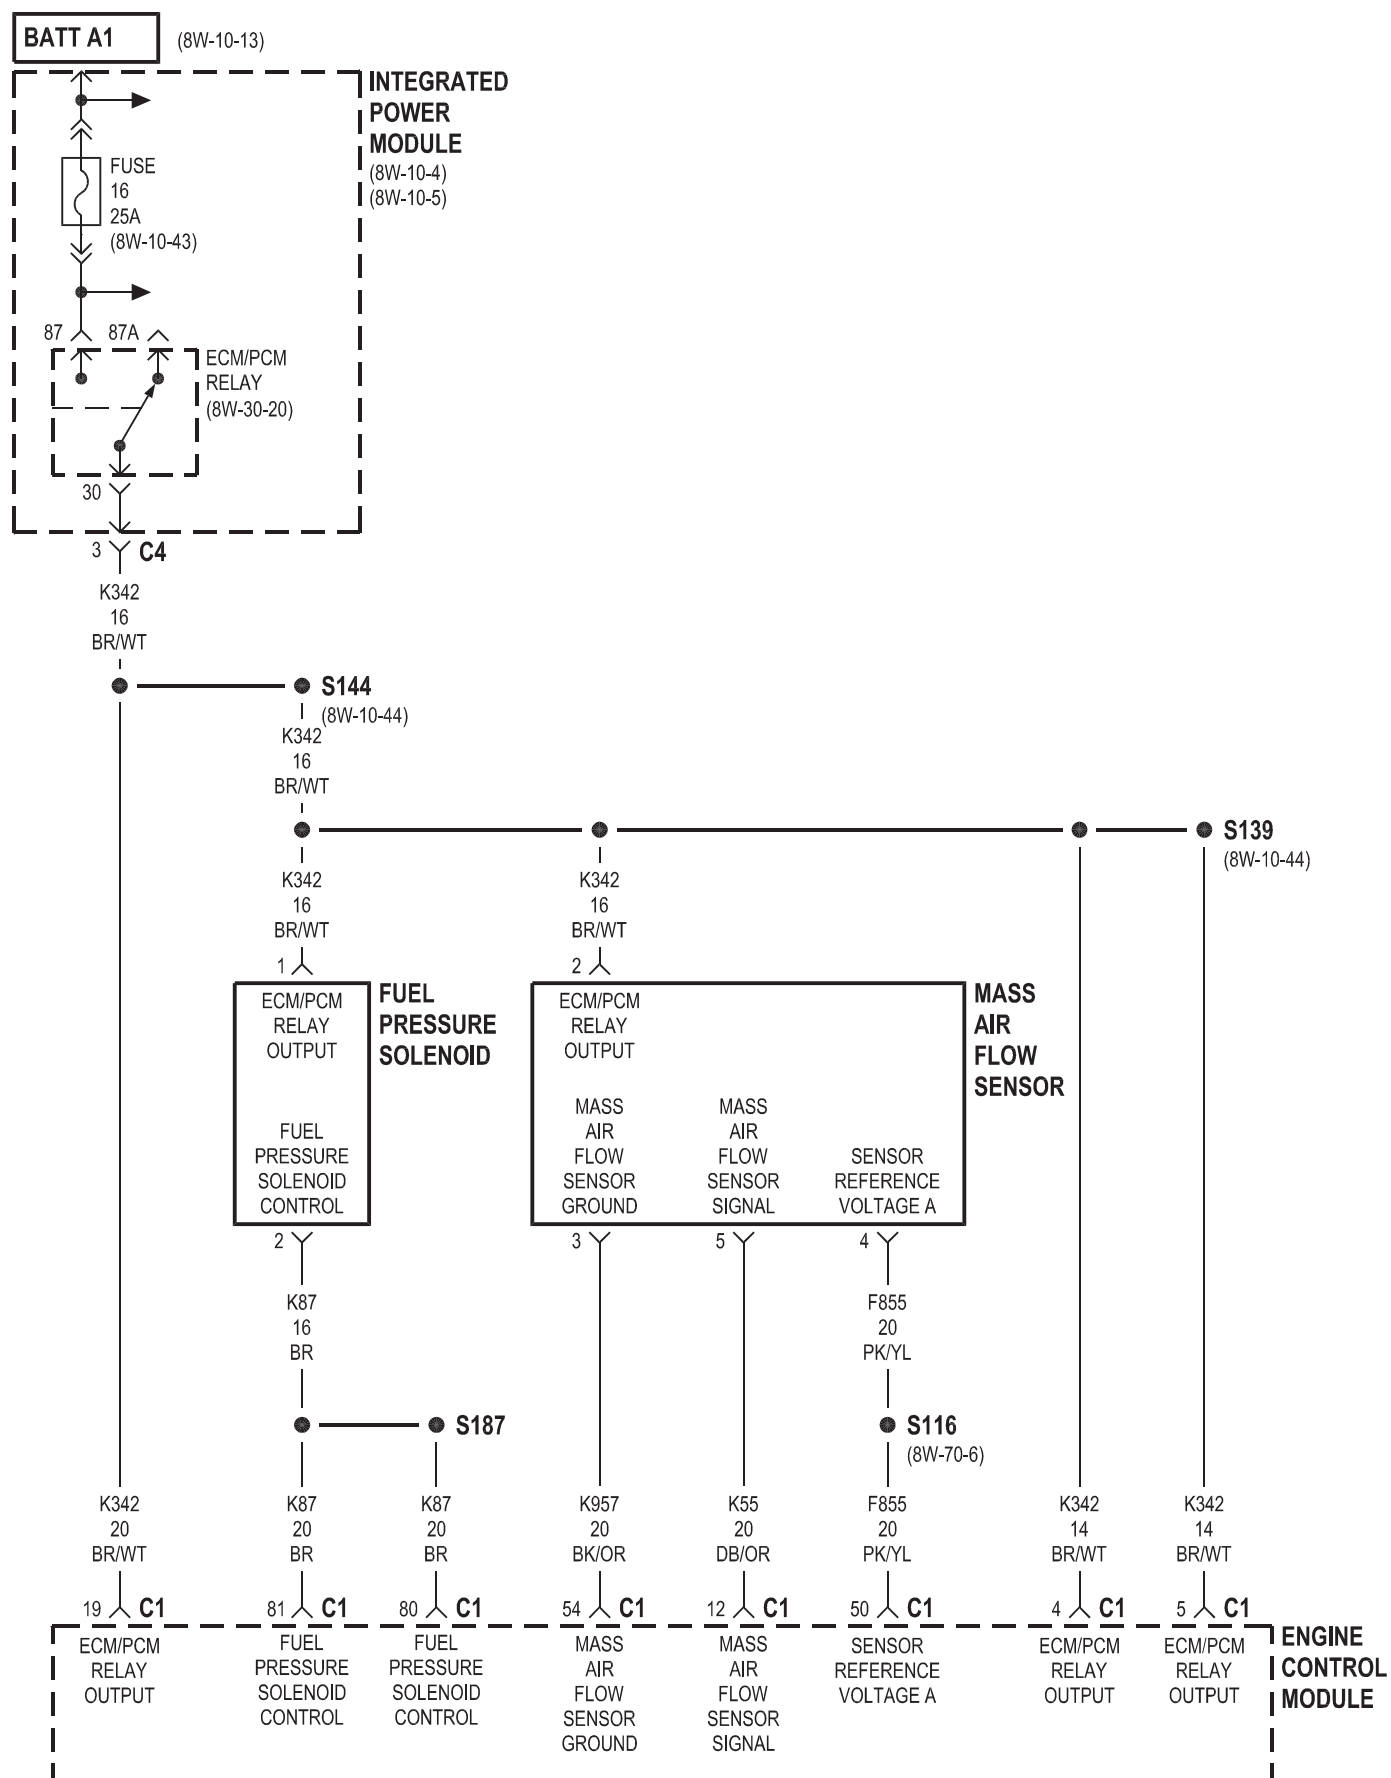 BATT A1
(8W-10-13)
INTEGRATED
POWER
MODULE
(8W-10-4)
(8W-10-5)
FUSE
16
25A
(8W-10-43)
87
87A
ECM/PCM
RELAY
(8W-30-20)
30
3
C4
K342
16
BR/WT
S144
(8W-10-44)
K342
16
BR/WT
S139
(8W-10-44)
K342
16
BR/WT
K342
16
BR/WT
1
2
ECM/PCM
RELAY
OUTPUT
FUEL
PRESSURE
SOLENOID
CONTROL
FUEL
PRESSURE
SOLENOID
ECM/PCM
RELAY
OUTPUT
MASS
AIR
FLOW
SENSOR
GROUND
MASS
AIR
FLOW
SENSOR
SIGNAL
SENSOR
REFERENCE
VOLTAGE A
MASS
AIR
FLOW
SENSOR
2
3
5
4
K87
16
BR
F855
20
PK/YL
S187
S116
(8W-70-6)
K342
20
BR/WT
K87
20
BR
K87
20
BR
K957
20
BK/OR
K55
20
DB/OR
F855
20
PK/YL
K342
14
BR/WT
K342
14
BR/WT
19 C1
81 C1
80 C1
54 C1
12 C1
50 C1
4 C1
5 C1
ECM/PCM
RELAY
OUTPUT
FUEL
PRESSURE
SOLENOID
CONTROL
FUEL
PRESSURE
SOLENOID
CONTROL
MASS
AIR
FLOW
SENSOR
GROUND
MASS
AIR
FLOW
SENSOR
SIGNAL
SENSOR
REFERENCE
VOLTAGE A
ECM/PCM
RELAY
OUTPUT
ECM/PCM
RELAY
OUTPUT
ENGINE
CONTROL
MODULE